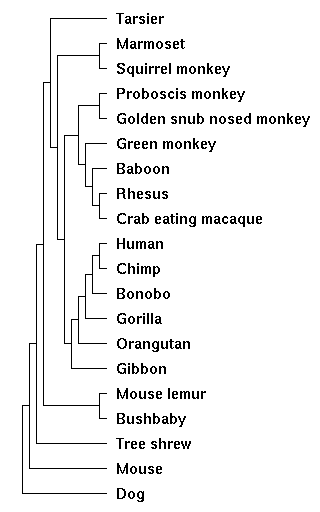 Tarsier
Marmoset
Squirrel monkey
Proboscis monkey
Golden snub nosed monkey
Green monkey
Baboon
Rhesus
Crab eating macaque
Human
Chimp
Bonobo
Gorilla
Orangutan
Gibbon
Mouse lemur
Bushbaby
Tree shrew
Mouse
Dog